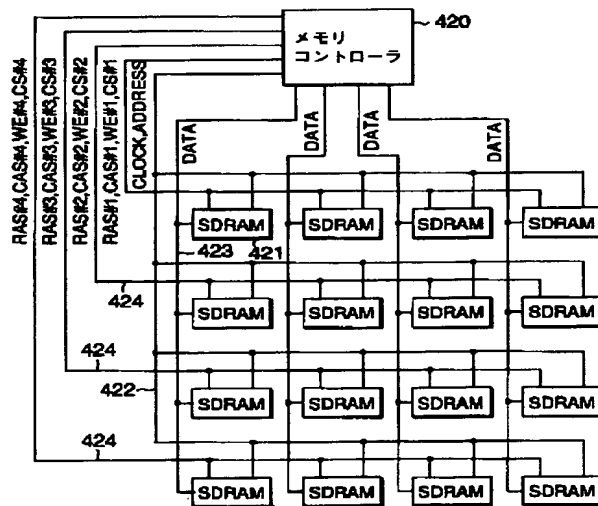 メモリ
コントローラ
420
RAS#4,CAS#4,WE#4,CS#4
RAS#3,CAS#3,WE#3,CS#3
RAS#2,CAS#2,WE#2,CS#2
RAS#1,CAS#1,WE#1,CS#1
CLOCK,ADDRESS
DATA
DATA
DATA
DATA
SDRAM
SDRAM
SDRAM
SDRAM
423
421
424
SDRAM
SDRAM
SDRAM
SDRAM
424
422
SDRAM
SDRAM
SDRAM
SDRAM
424
SDRAM
SDRAM
SDRAM
SDRAM